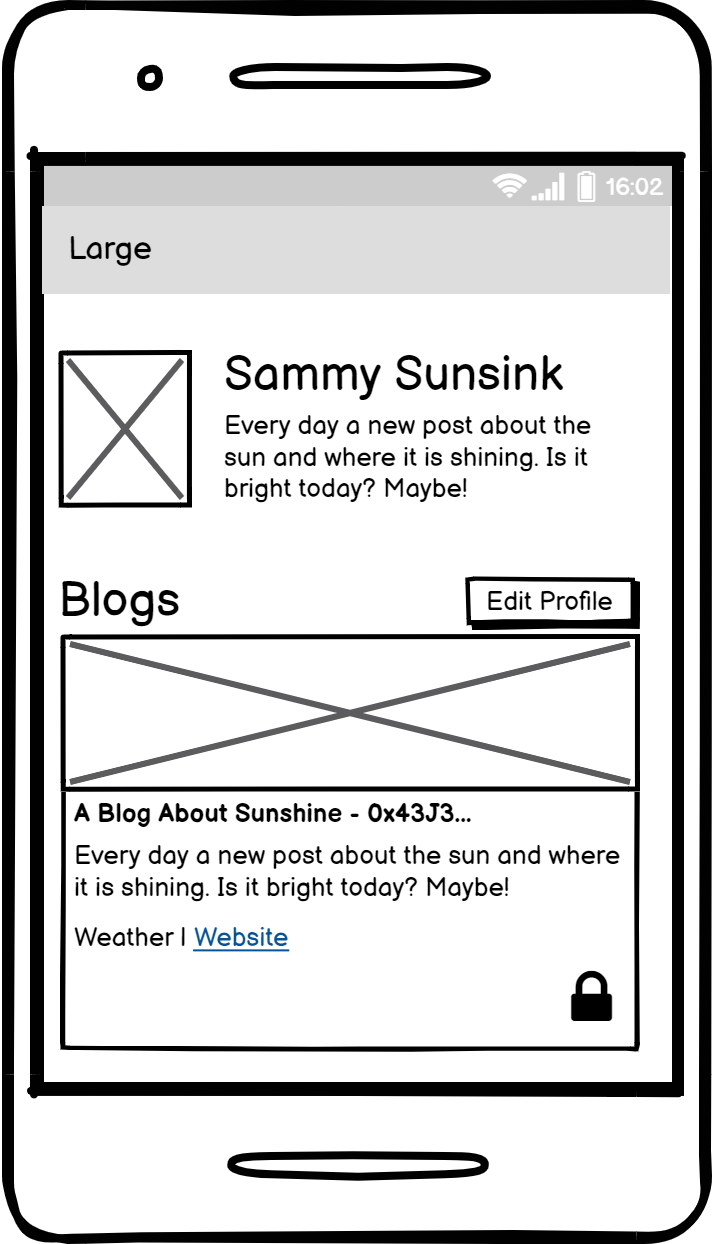 16:02
Large
Sammy Sunsink
Every day a new post about the
sun and where it is shining. Is it
bright today? Maybe!
Blogs
Edit Profile
A Blog About Sunshine - 0x43J3...
Every day a new post about the sun and where
it is shining. Is it bright today? Maybe!
Weather | Website